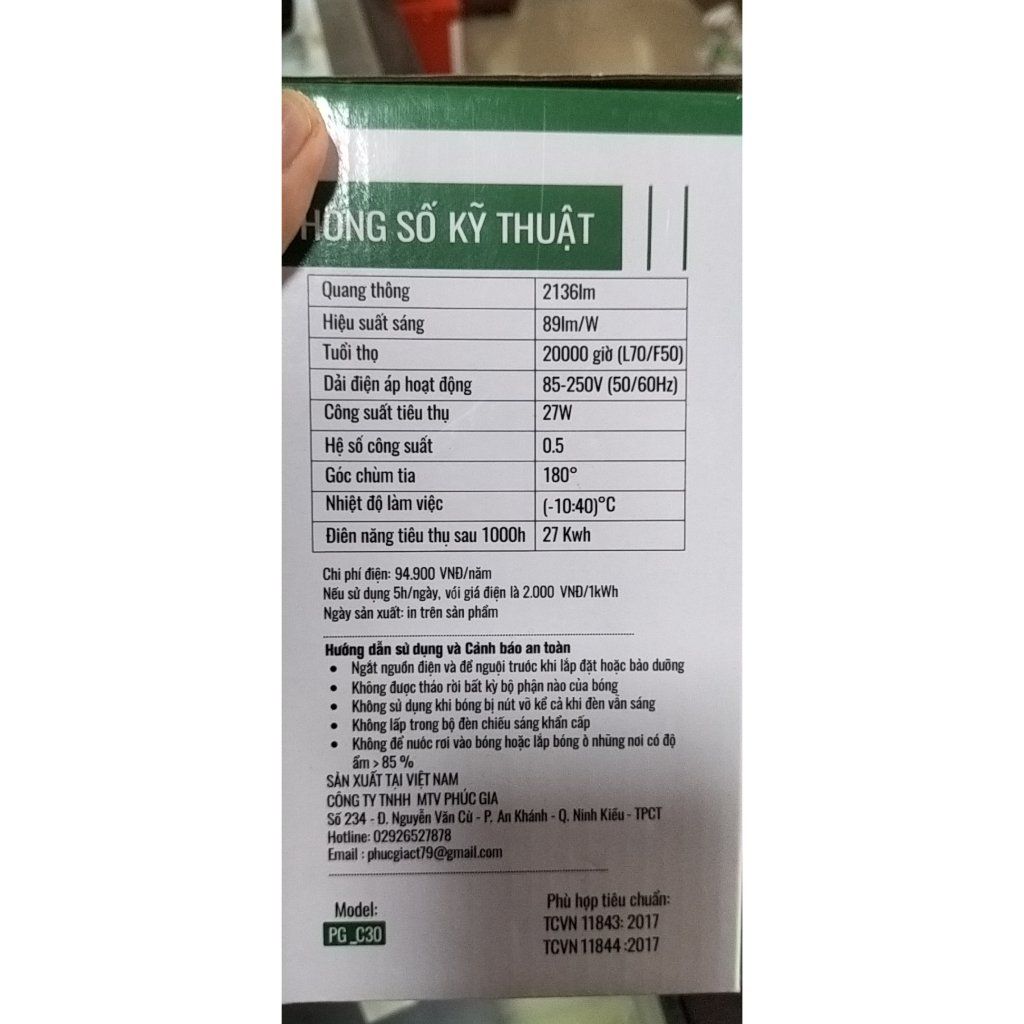 HÔNG SỐ KỸ THUẬT
Quang thông 2136lm
Hiệu suất sáng 89lm/W
Tuổi thọ 20000 giờ (L70/F50)
Dải điện áp hoạt động 85-250V (50/60Hz)
Công suất tiêu thụ 27W
Hệ số công suất 0.5
Góc chùm tia 180°
Nhiệt độ làm việc (-10:40)°C
Điên năng tiêu thụ sau 1000h 27 Kwh
Chi phí điện: 94.900 VNĐ/năm
Nếu sử dụng 5h/ngày, với giá điện là 2.000 VNĐ/1kWh
Ngày sản xuất: in trên sản phẩm
Hướng dẫn sử dụng và Cảnh báo an toàn
• Ngắt nguồn điện và để nguội trước khi lắp đặt hoặc bảo dưỡng
• Không được tháo rời bất kỳ bộ phận nào của bóng
• Không sử dụng khi bóng bị nứt vỡ kể cả khi đèn vẫn sáng
• Không lắp trong bộ đèn chiếu sáng khẩn cấp
• Không để nước rơi vào bóng hoặc lắp bóng ở những nơi có độ
ẩm > 85 %
SẢN XUẤT TẠI VIỆT NAM
CÔNG TY TNHH MTV PHÚC GIA
Số 234 - Đ. Nguyễn Văn Cừ - P. An Khánh - Q. Ninh Kiều - TPCT
Hotline: 02926527878
Email : phucgiact79@gmail.com
Model:
PG_C30
Phù hợp tiêu chuẩn:
TCVN 11843: 2017
TCVN 11844 :2017